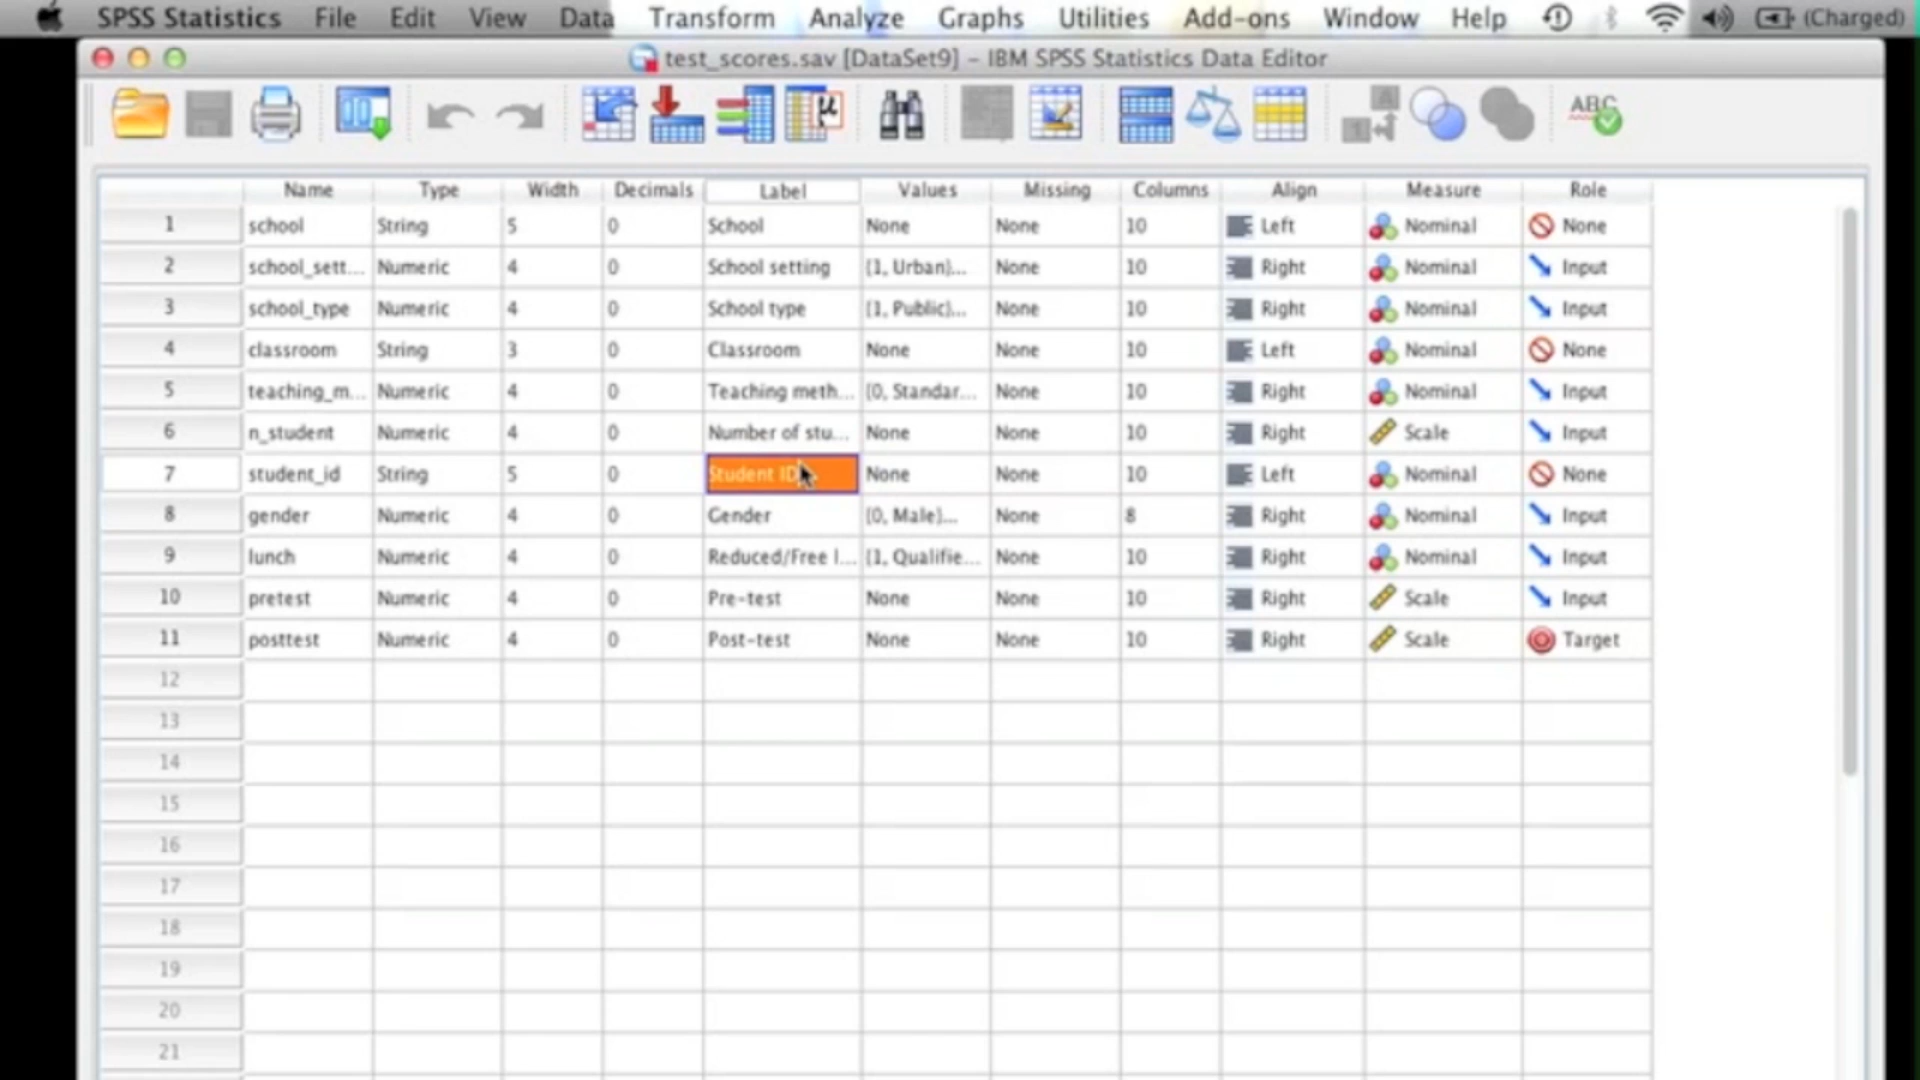 SPSS Statistics File Edit View Data Transform Analyze Graphs Utilities Add-ons Window Help (Charged)
test_scores.sav [DataSet9] – IBM SPSS Statistics Data Editor
μ A 1 ABC
Name Type Width Decimals Label Values Missing Columns Align Measure Role
1 school String 5 0 School None None 10 Left Nominal None
2 school_sett... Numeric 4 0 School setting {1, Urban}... None 10 Right Nominal Input
3 school_type Numeric 4 0 School type {1, Public}... None 10 Right Nominal Input
4 classroom String 3 0 Classroom None None 10 Left Nominal None
5 teaching_m... Numeric 4 0 Teaching meth... {0, Standar... None 10 Right Nominal Input
6 n_student Numeric 4 0 Number of stu... None None 10 Right Scale Input
7 student_id String 5 0 Student ID None None 10 Left Nominal None
8 gender Numeric 4 0 Gender {0, Male}... None 8 Right Nominal Input
9 lunch Numeric 4 0 Reduced/Free l... {1, Qualifie... None 10 Right Nominal Input
10 pretest Numeric 4 0 Pre-test None None 10 Right Scale Input
11 posttest Numeric 4 0 Post-test None None 10 Right Scale Target
12
13
14
15
16
17
18
19
20
21